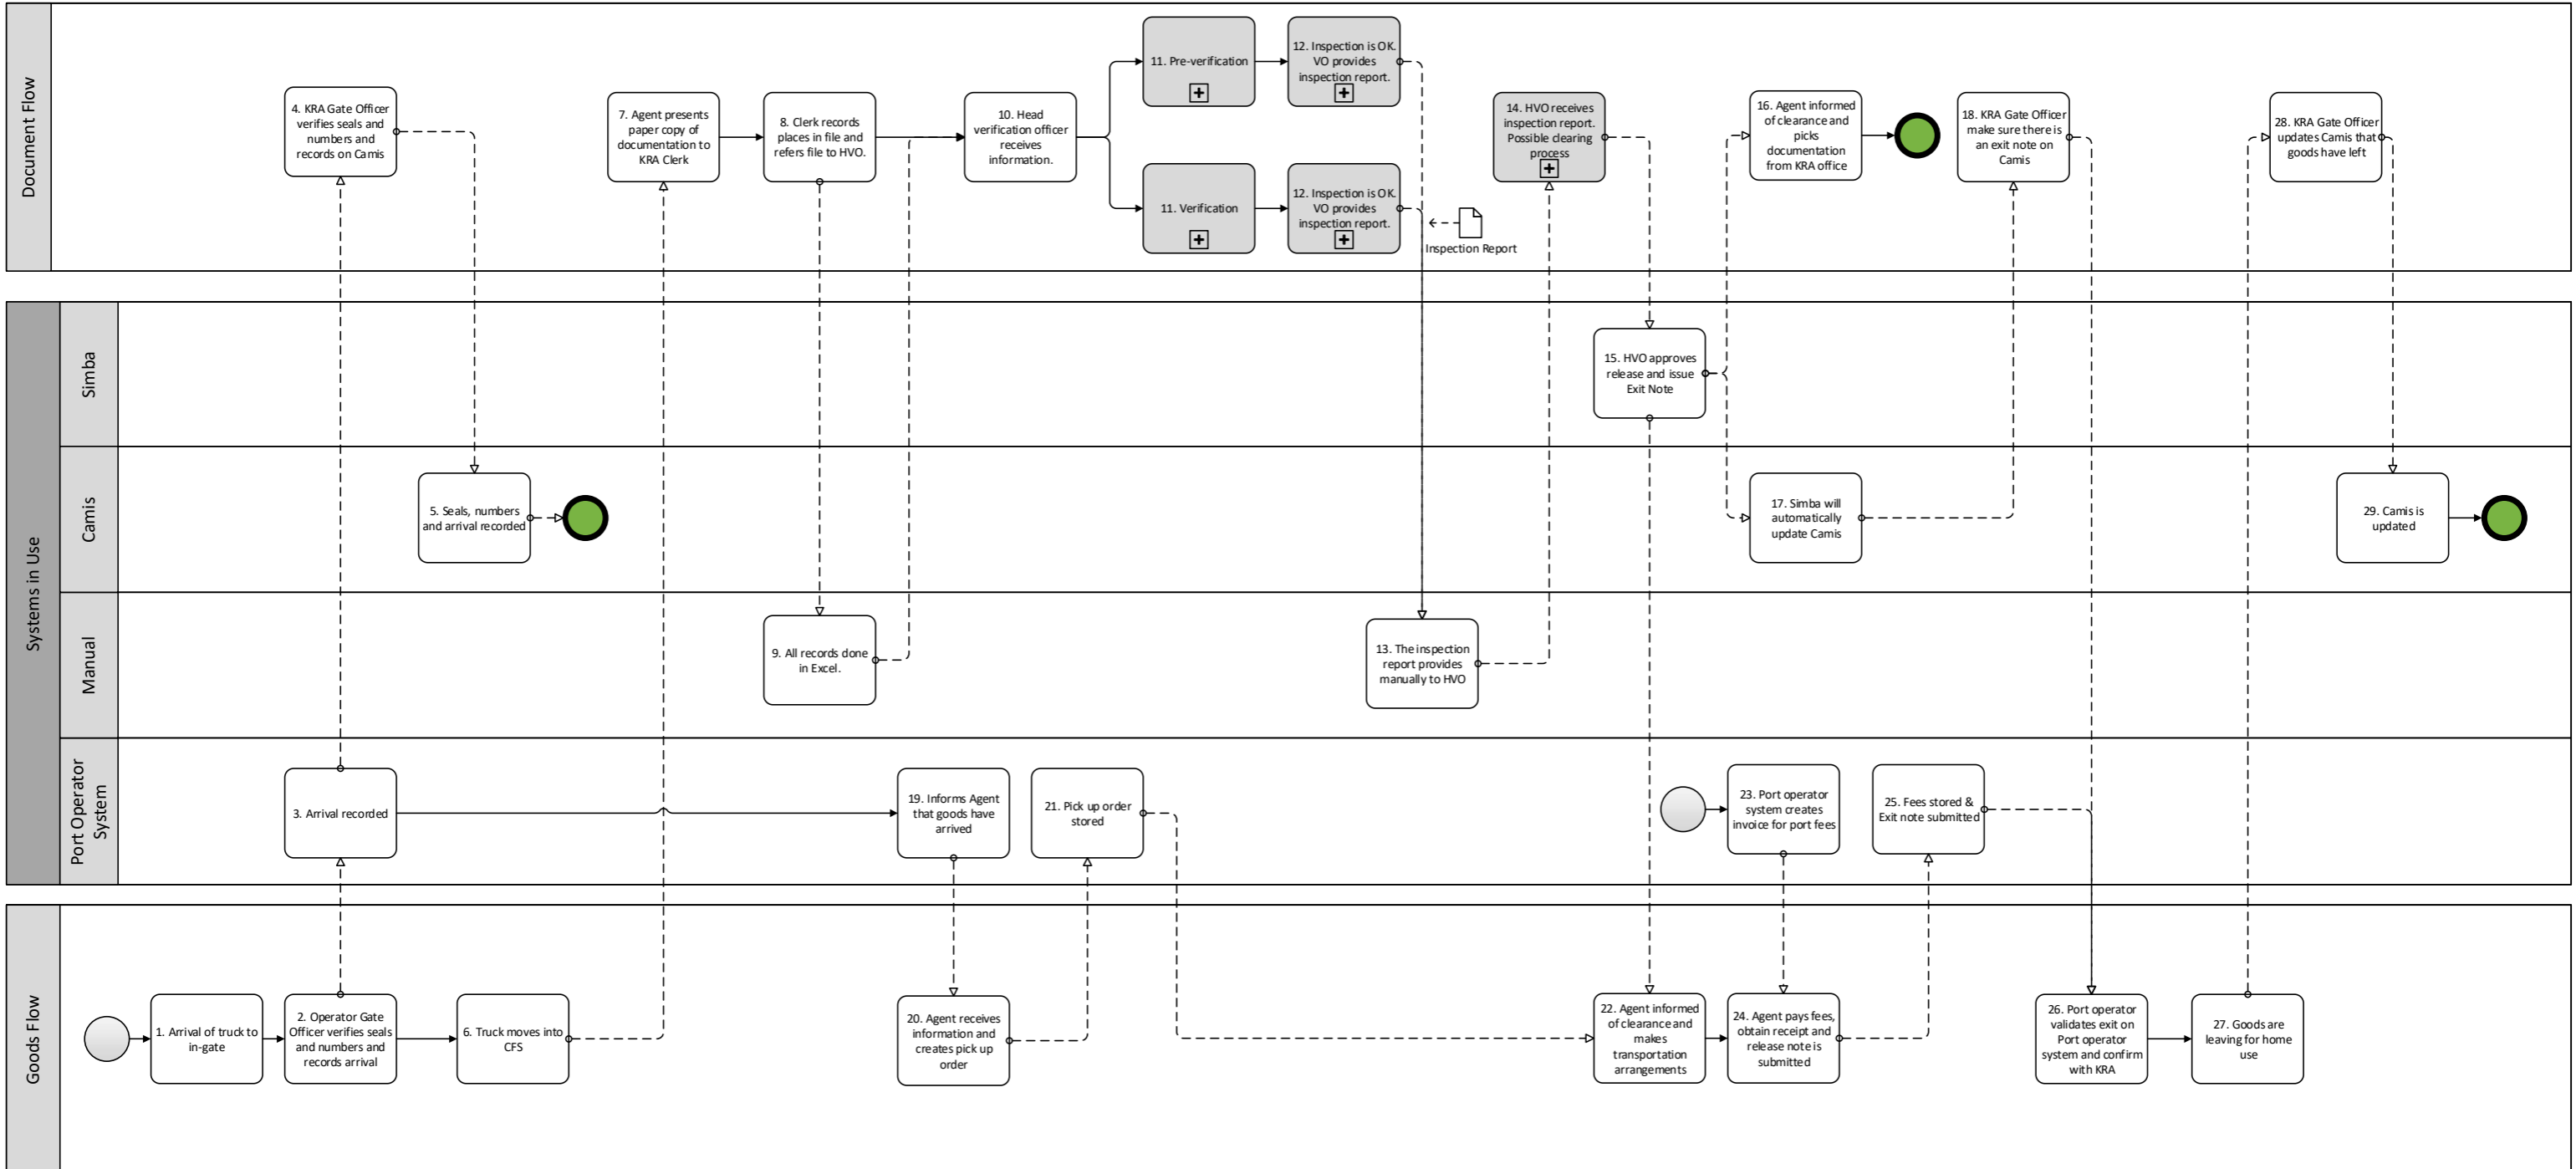 Document Flow
4. KRA Gate Officer
verifies seals and
numbers and
records on Camis
7. Agent presents
paper copy of
documentation to
KRA Clerk
8. Clerk records
places in file and
refers file to HVO.
10. Head
verification officer
receives
information.
11. Pre-verification
12. Inspection is OK.
VO provides
inspection report.
11. Verification
12. Inspection is OK.
VO provides
inspection report.
Inspection Report
14. HVO receives
inspection report.
Possible clearing
process
16. Agent informed
of clearance and
picks
documentation
from KRA office
18. KRA Gate Officer
make sure there is
an exit note on
Camis
28. KRA Gate Officer
updates Camis that
goods have left
Systems in Use
Simba
15. HVO approves
release and issue
Exit Note
Camis
5. Seals, numbers
and arrival recorded
17. Simba will
automatically
update Camis
29. Camis is
updated
Manual
9. All records done
in Excel.
13. The inspection
report provides
manually to HVO
Port Operator
System
3. Arrival recorded
19. Informs Agent
that goods have
arrived
21. Pick up order
stored
23. Port operator
system creates
invoice for port fees
25. Fees stored &
Exit note submitted
Goods Flow
1. Arrival of truck to
in-gate
2. Operator Gate
Officer verifies seals
and numbers and
records arrival
6. Truck moves into
CFS
20. Agent receives
information and
creates pick up
order
22. Agent informed
of clearance and
makes
transportation
arrangements
24. Agent pays fees,
obtain receipt and
release note is
submitted
26. Port operator
validates exit on
Port operator
system and confirm
with KRA
27. Goods are
leaving for home
use